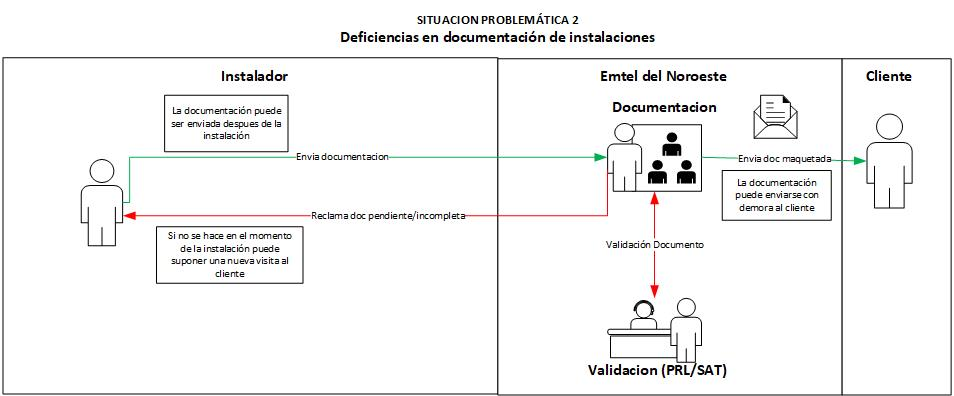 SITUACION PROBLEMÁTICA 2
Deficiencias en documentación de instalaciones
Instalador
Emtel del Noroeste
Cliente
La documentación puede
ser enviada despues de la
instalación
Documentacion
Envia documentacion
Envia doc maquetada
La documentación
puede enviarse con
demora al cliente
Reclama doc pendiente/incompleta
Si no se hace en el momento
de la instalación puede
suponer una nueva visita al
cliente
Validación Documento
Validacion (PRL/SAT)